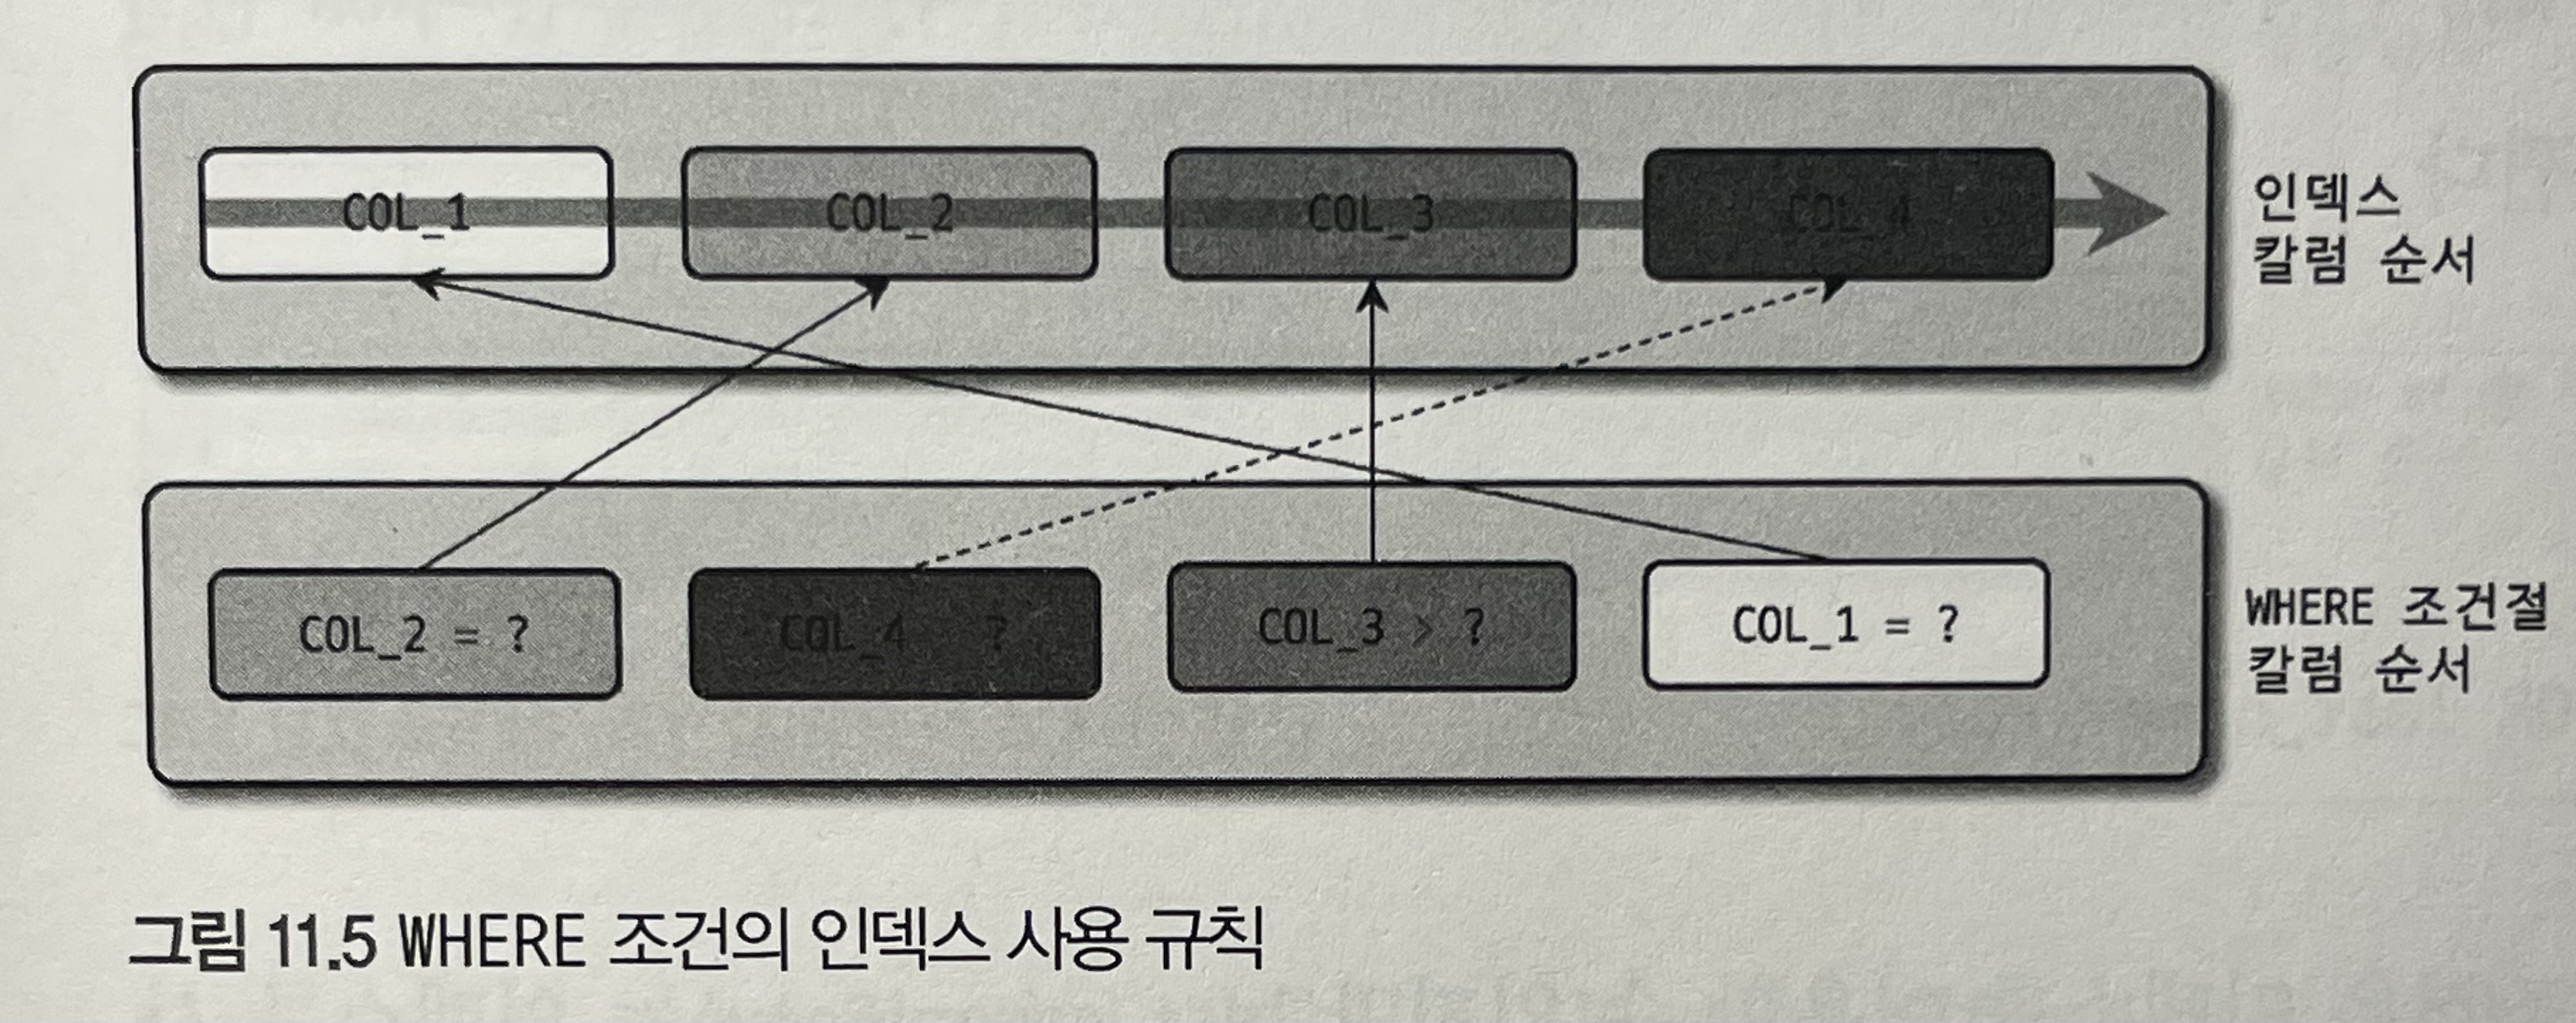 COL_1 COL_2 COL_3 COL_4
인덱스
칼럼 순서
COL_2 = ? COL_4 ? COL_3 > ? COL_1 = ?
WHERE 조건절
칼럼 순서
그림 11.5 WHERE 조건의 인덱스 사용 규칙